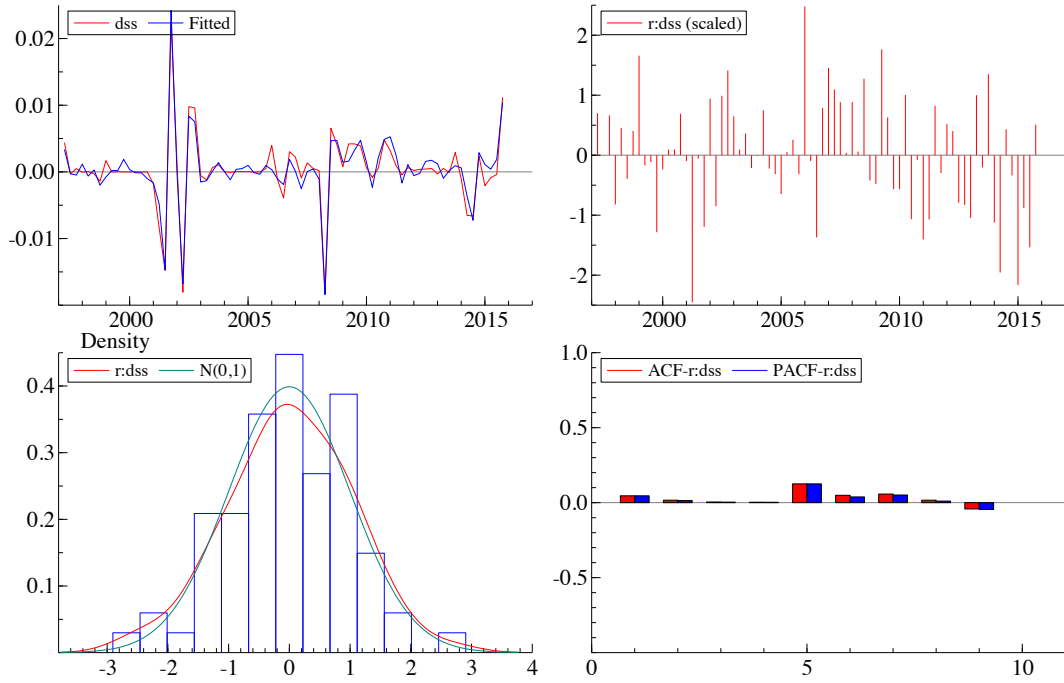 dss Fitted
0.02
0.01
0.00
-0.01
2000 2005 2010 2015
r:dss (scaled)
2
1
0
-1
-2
2000 2005 2010 2015
Density
r:dss N(0,1)
0.4
0.3
0.2
0.1
-3 -2 -1 0 1 2 3 4
ACF-r:dss PACF-r:dss
1.0
0.5
0.0
-0.5
0 5 10